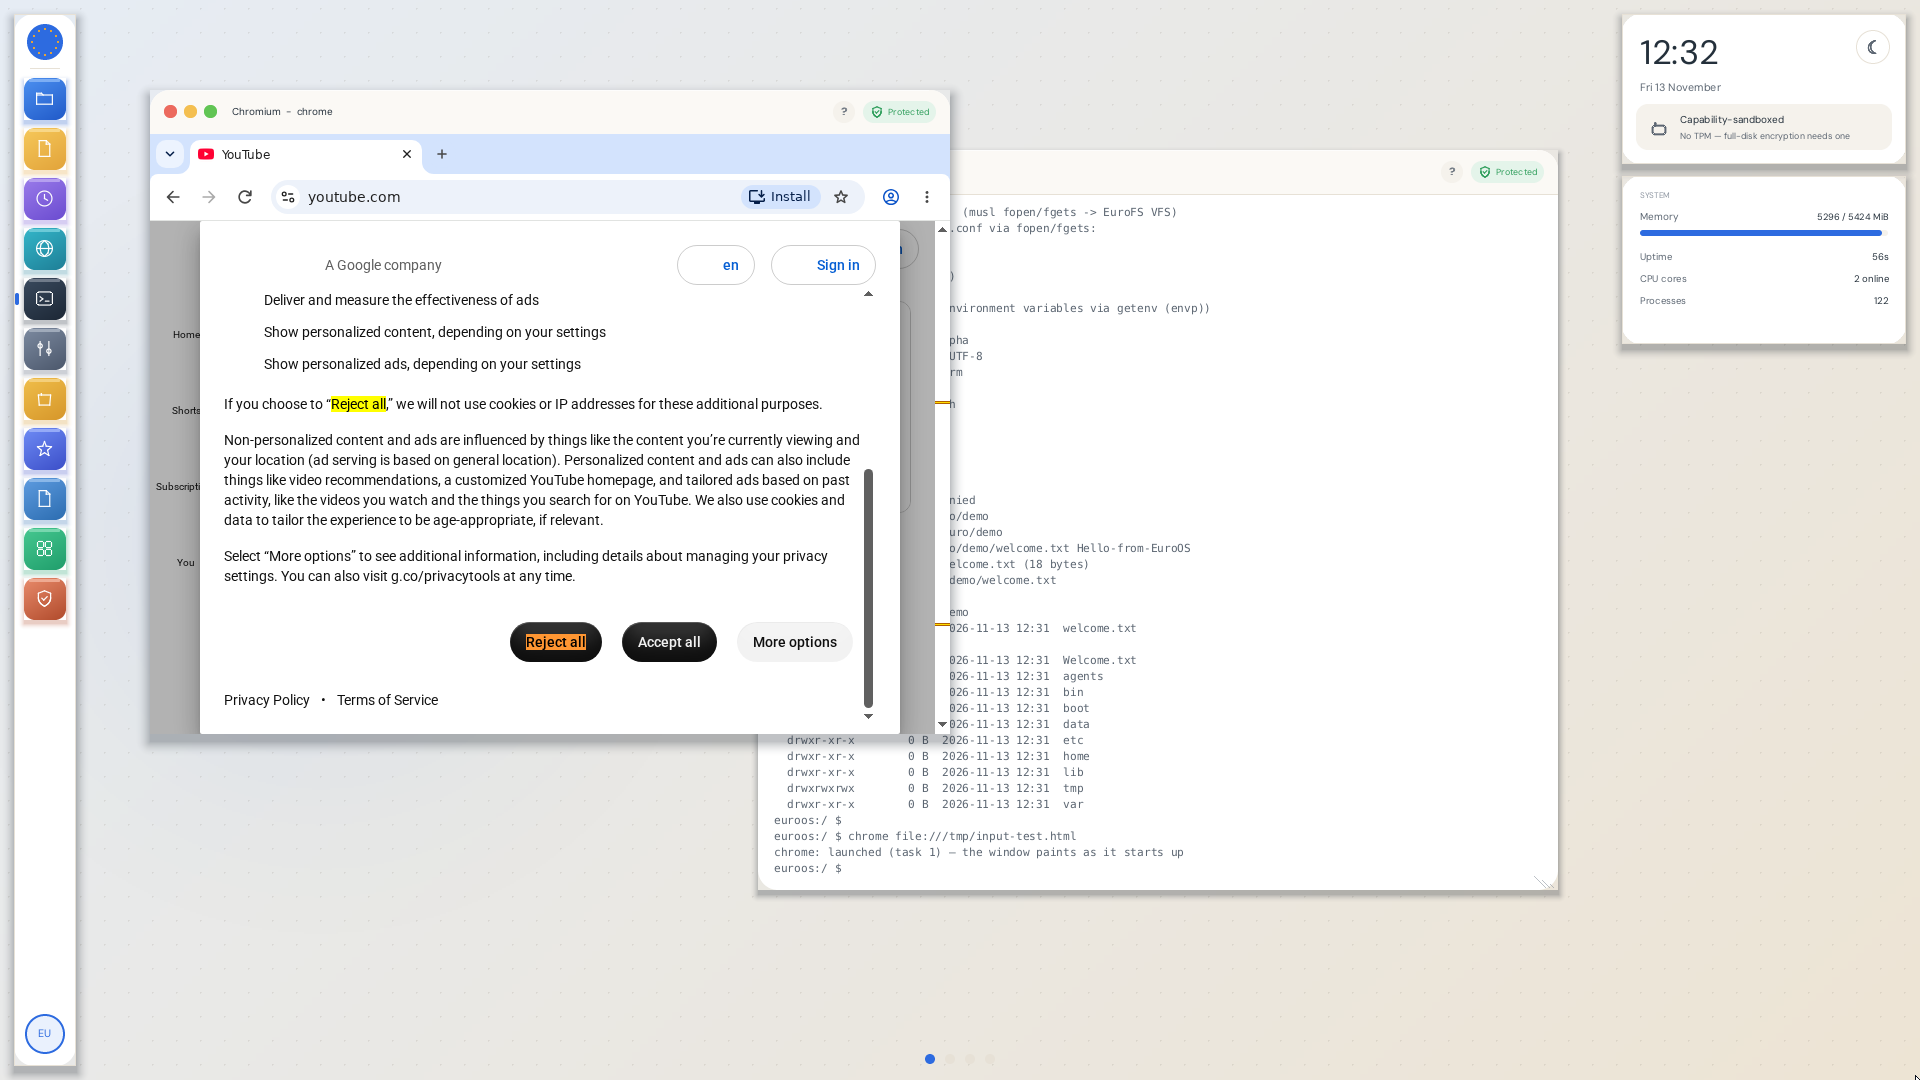 Chromium - chrome
?
Protected
YouTube
youtube.com
Install
A Google company
en
Sign in
Deliver and measure the effectiveness of ads
Show personalized content, depending on your settings
Show personalized ads, depending on your settings
If you choose to “Reject all,” we will not use cookies or IP addresses for these additional purposes.
Non-personalized content and ads are influenced by things like the content you’re currently viewing and
your location (ad serving is based on general location). Personalized content and ads can also include
things like video recommendations, a customized YouTube homepage, and tailored ads based on past
activity, like the videos you watch and the things you search for on YouTube. We also use cookies and
data to tailor the experience to be age-appropriate, if relevant.
Select “More options” to see additional information, including details about managing your privacy
settings. You can also visit g.co/privacytools at any time.
Reject all
Accept all
More options
Privacy Policy • Terms of Service
Home
Shorts
Subscripti
You
?
Protected
(musl fopen/fgets -> EuroFS VFS)
.conf via fopen/fgets:
)
nvironment variables via getenv (envp))
pha
UTF-8
rm
h
nied
o/demo
uro/demo
o/demo/welcome.txt Hello-from-EuroOS
elcome.txt (18 bytes)
demo/welcome.txt
emo
026-11-13 12:31 welcome.txt
026-11-13 12:31 Welcome.txt
026-11-13 12:31 agents
026-11-13 12:31 bin
026-11-13 12:31 boot
026-11-13 12:31 data
drwxr-xr-x 0 B 2026-11-13 12:31 etc
drwxr-xr-x 0 B 2026-11-13 12:31 home
drwxr-xr-x 0 B 2026-11-13 12:31 lib
drwxrwxrwx 0 B 2026-11-13 12:31 tmp
drwxr-xr-x 0 B 2026-11-13 12:31 var
euroos:/ $
euroos:/ $ chrome file:///tmp/input-test.html
chrome: launched (task 1) — the window paints as it starts up
euroos:/ $
12:32
Fri 13 November
Capability-sandboxed
No TPM — full-disk encryption needs one
SYSTEM
Memory 5296 / 5424 MiB
Uptime 56s
CPU cores 2 online
Processes 122
EU